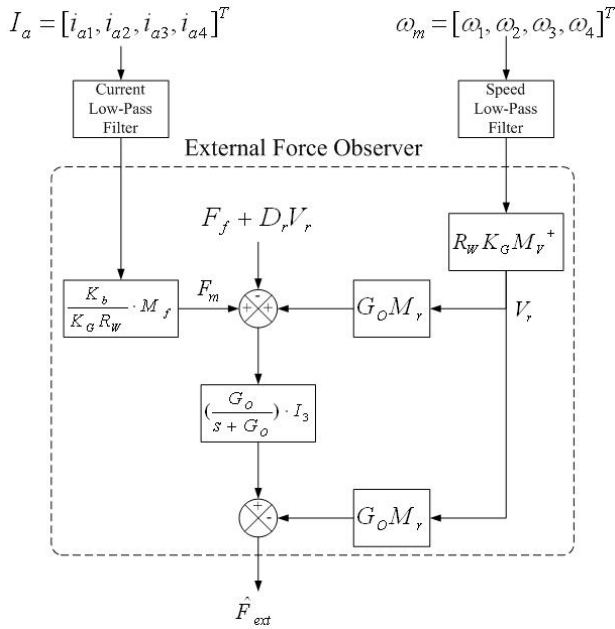 I_a = [i_a1, i_a2, i_a3, i_a4]^T
ω_m = [ω_1, ω_2, ω_3, ω_4]^T
Current
Low-Pass
Filter
Speed
Low-Pass
Filter
External Force Observer
F_f + D_r V_r
R_W K_G M_V^+
K_b / K_G R_W · M_f
F_m
-
+ +
G_O M_r
V_r
(G_O / s + G_O) · I_3
+
-
G_O M_r
F̂_ext